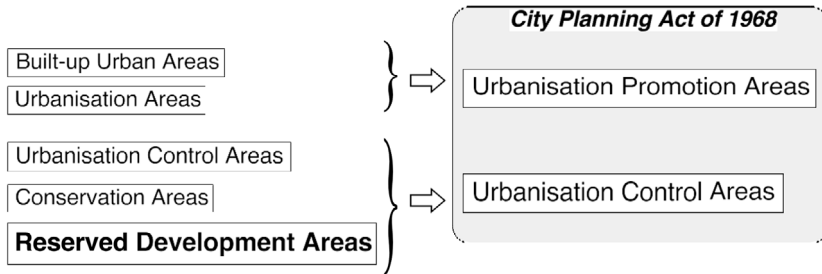 City Planning Act of 1968
Built-up Urban Areas
Urbanisation Areas
Urbanisation Promotion Areas
Urbanisation Control Areas
Conservation Areas
Reserved Development Areas
Urbanisation Control Areas